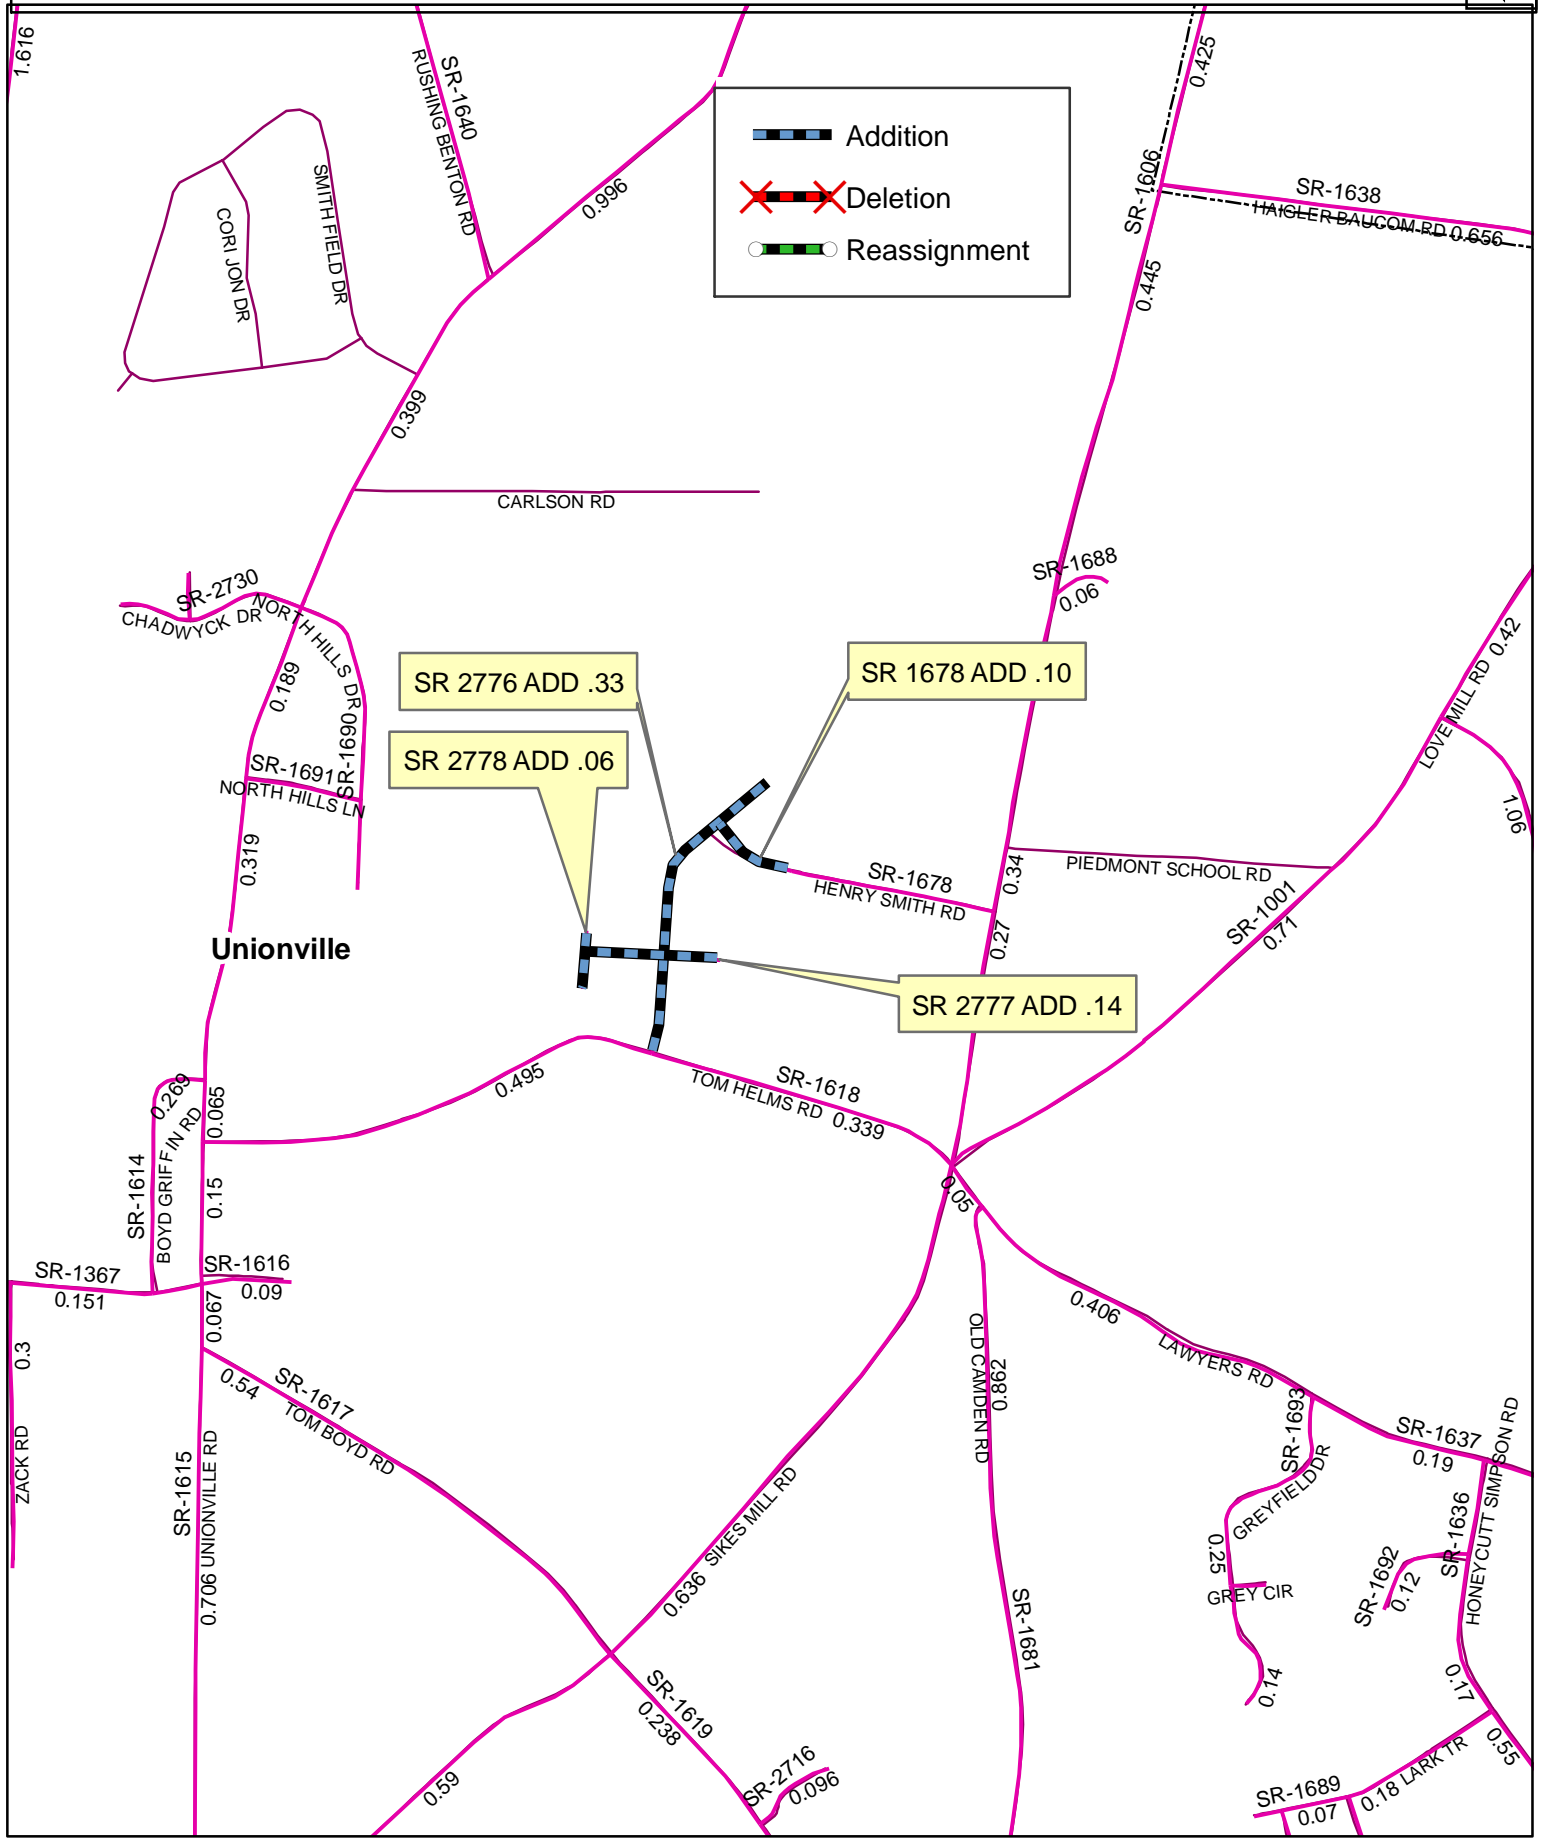 1.616
SR-1640
RUSHING BENTON RD
0.425
Addition
Deletion
Reassignment
0.996
SMITH FIELD DR
CORI JON DR
SR-1606
SR-1638
HAIGLER BAUCOM RD 0.656
0.445
0.399
CARLSON RD
SR-1688
0.06
SR-2730
CHADWYCK DR
NORTH HILLS DR
0.189
SR-1690
SR-1691
NORTH HILLS LN
0.319
SR 2776 ADD .33
SR 1678 ADD .10
SR 2778 ADD .06
LOVE MILL RD 0.42
1.06
0.34
PIEDMONT SCHOOL RD
SR-1678
HENRY SMITH RD
0.27
SR-1001
0.71
Unionville
SR 2777 ADD .14
0.495
SR-1618
TOM HELMS RD 0.339
0.269
0.065
SR-1614
BOYD GRIFFIN RD
0.15
0.05
SR-1367
0.151
SR-1616
0.09
0.067
0.3
ZACK RD
0.54
SR-1617
TOM BOYD RD
SR-1615
0.706 UNIONVILLE RD
0.406
LAWYERS RD
OLD CAMDEN RD
0.862
SR-1693
GREYFIELD DR
SR-1637
0.19
HONEYCUTT SIMPSON RD
SR-1636
SR-1692
0.12
0.25
GREY CIR
0.14
0.636 SIKES MILL RD
SR-1681
0.17
0.55
SR-1619
0.238
0.59
SR-2716
0.096
SR-1689
0.07
0.18 LARK TR